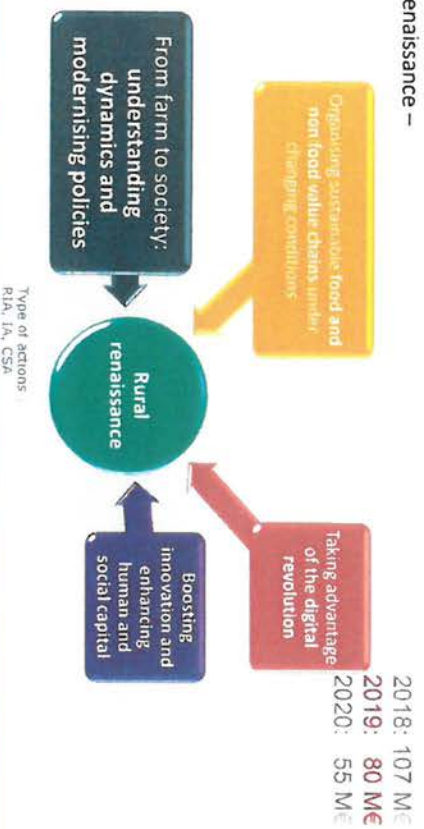 enaissance –
2018: 107 M€
2019: 80 M€
2020: 55 M€
Organising sustainable food and
non food value chains under
changing conditions
Taking advantage
of the digital
revolution
From farm to society:
understanding
dynamics and
modernising policies
Rural
renaissance
Boosting
innovation and
enhancing
human and
social capital
Type of actions
RIA, IA, CSA